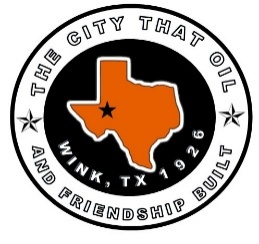 THE CITY THAT OIL
AND FRIENDSHIP BUILT
WINK, TX 1926